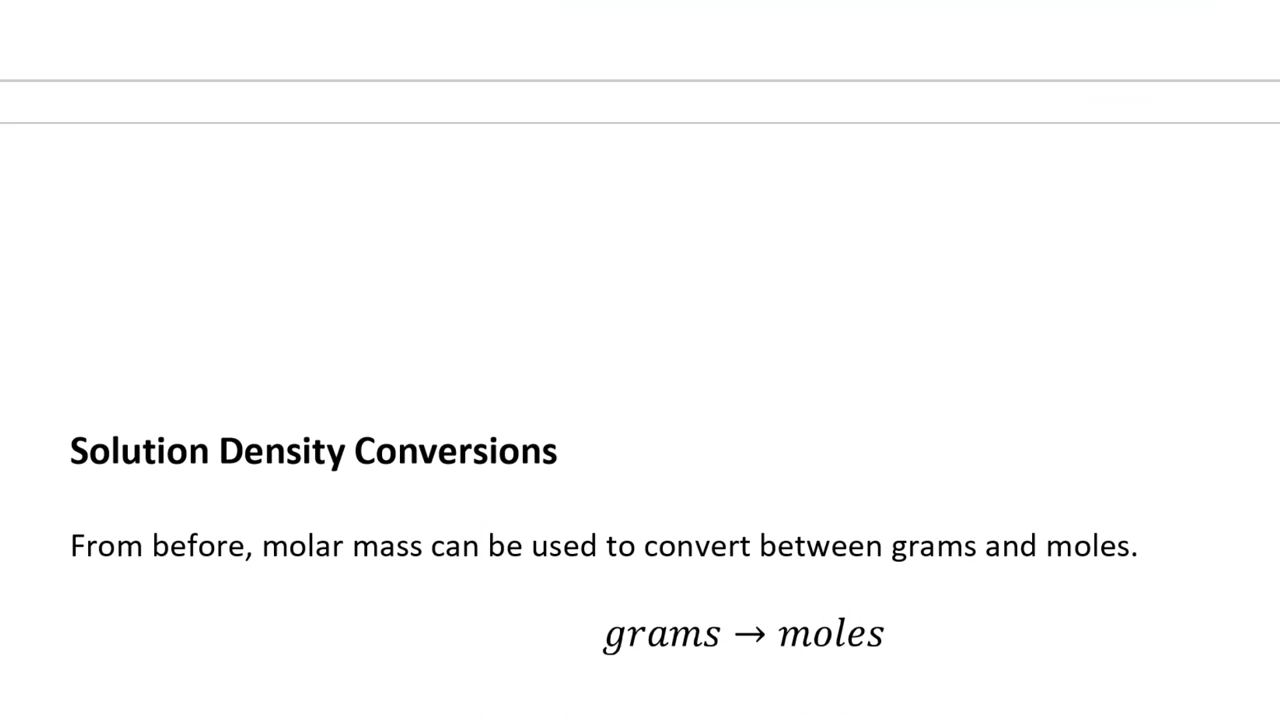 Solution Density Conversions
From before, molar mass can be used to convert between grams and moles.
grams → moles